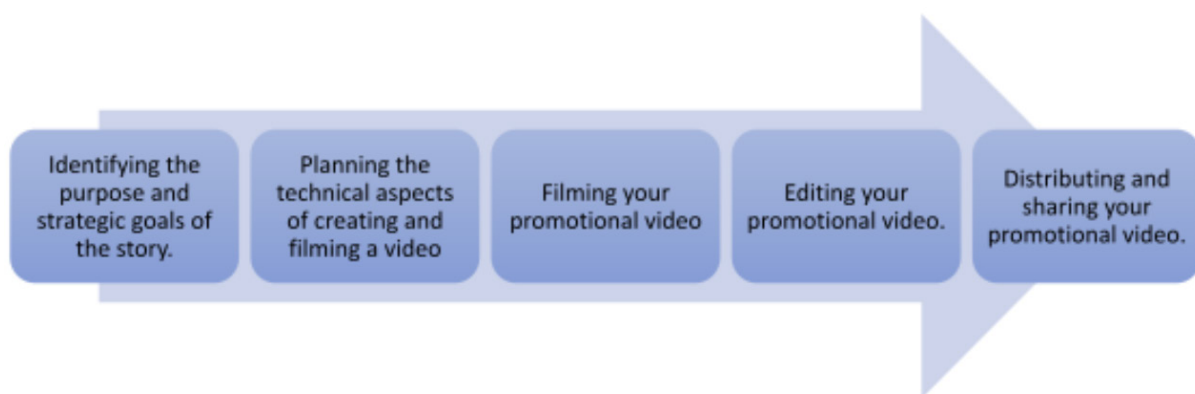 Identifying the
purpose and
strategic goals of
the story.
Planning the
technical aspects
of creating and
filming a video
Filming your
promotional video
Editing your
promotional video.
Distributing and
sharing your
promotional video.